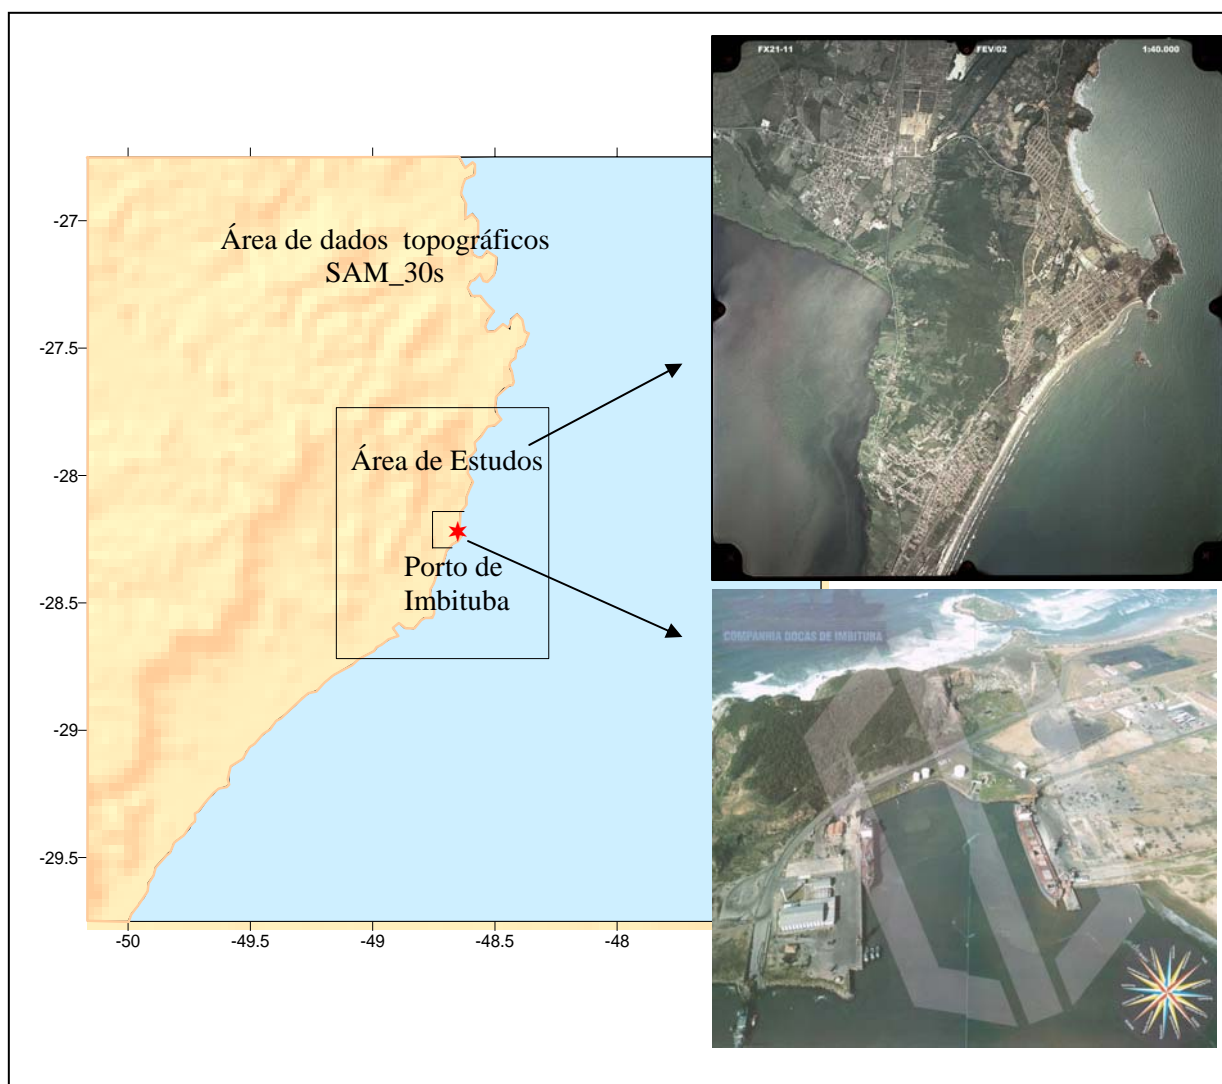 FX21-11 FEV/02 1:40.000
Área de dados topográficos
SAM_30s
-27
-27.5
-28
-28.5
-29
-29.5
Área de Estudos
Porto de
Imbituba
-50 -49.5 -49 -48.5 -48
COMPANHIA DOCAS DE IMBITUBA